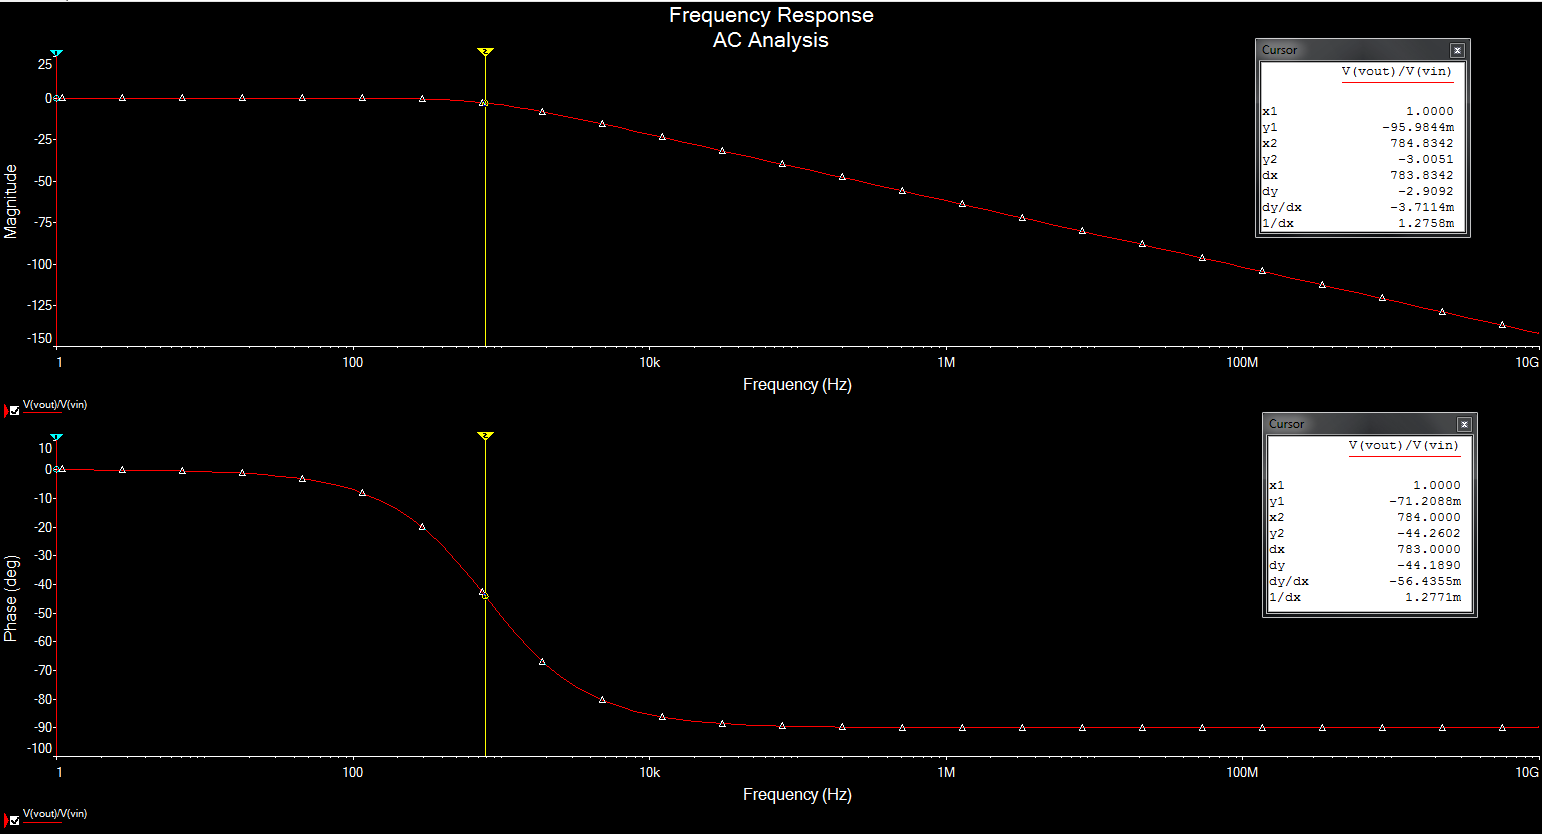 Frequency Response
AC Analysis
1
2
25
0
-25
-50
-75
-100
-125
-150
Magnitude
1
100
10k
1M
100M
10G
Frequency (Hz)
V(vout)/V(vin)
Cursor
x
V(vout)/V(vin)
x1 1.0000
y1 -95.9844m
x2 784.8342
y2 -3.0051
dx 783.8342
dy -2.9092
dy/dx -3.7114m
1/dx 1.2758m
1
2
10
0
-10
-20
-30
-40
-50
-60
-70
-80
-90
-100
Phase (deg)
1
100
10k
1M
100M
10G
Frequency (Hz)
V(vout)/V(vin)
Cursor
x
V(vout)/V(vin)
x1 1.0000
y1 -71.2088m
x2 784.0000
y2 -44.2602
dx 783.0000
dy -44.1890
dy/dx -56.4355m
1/dx 1.2771m